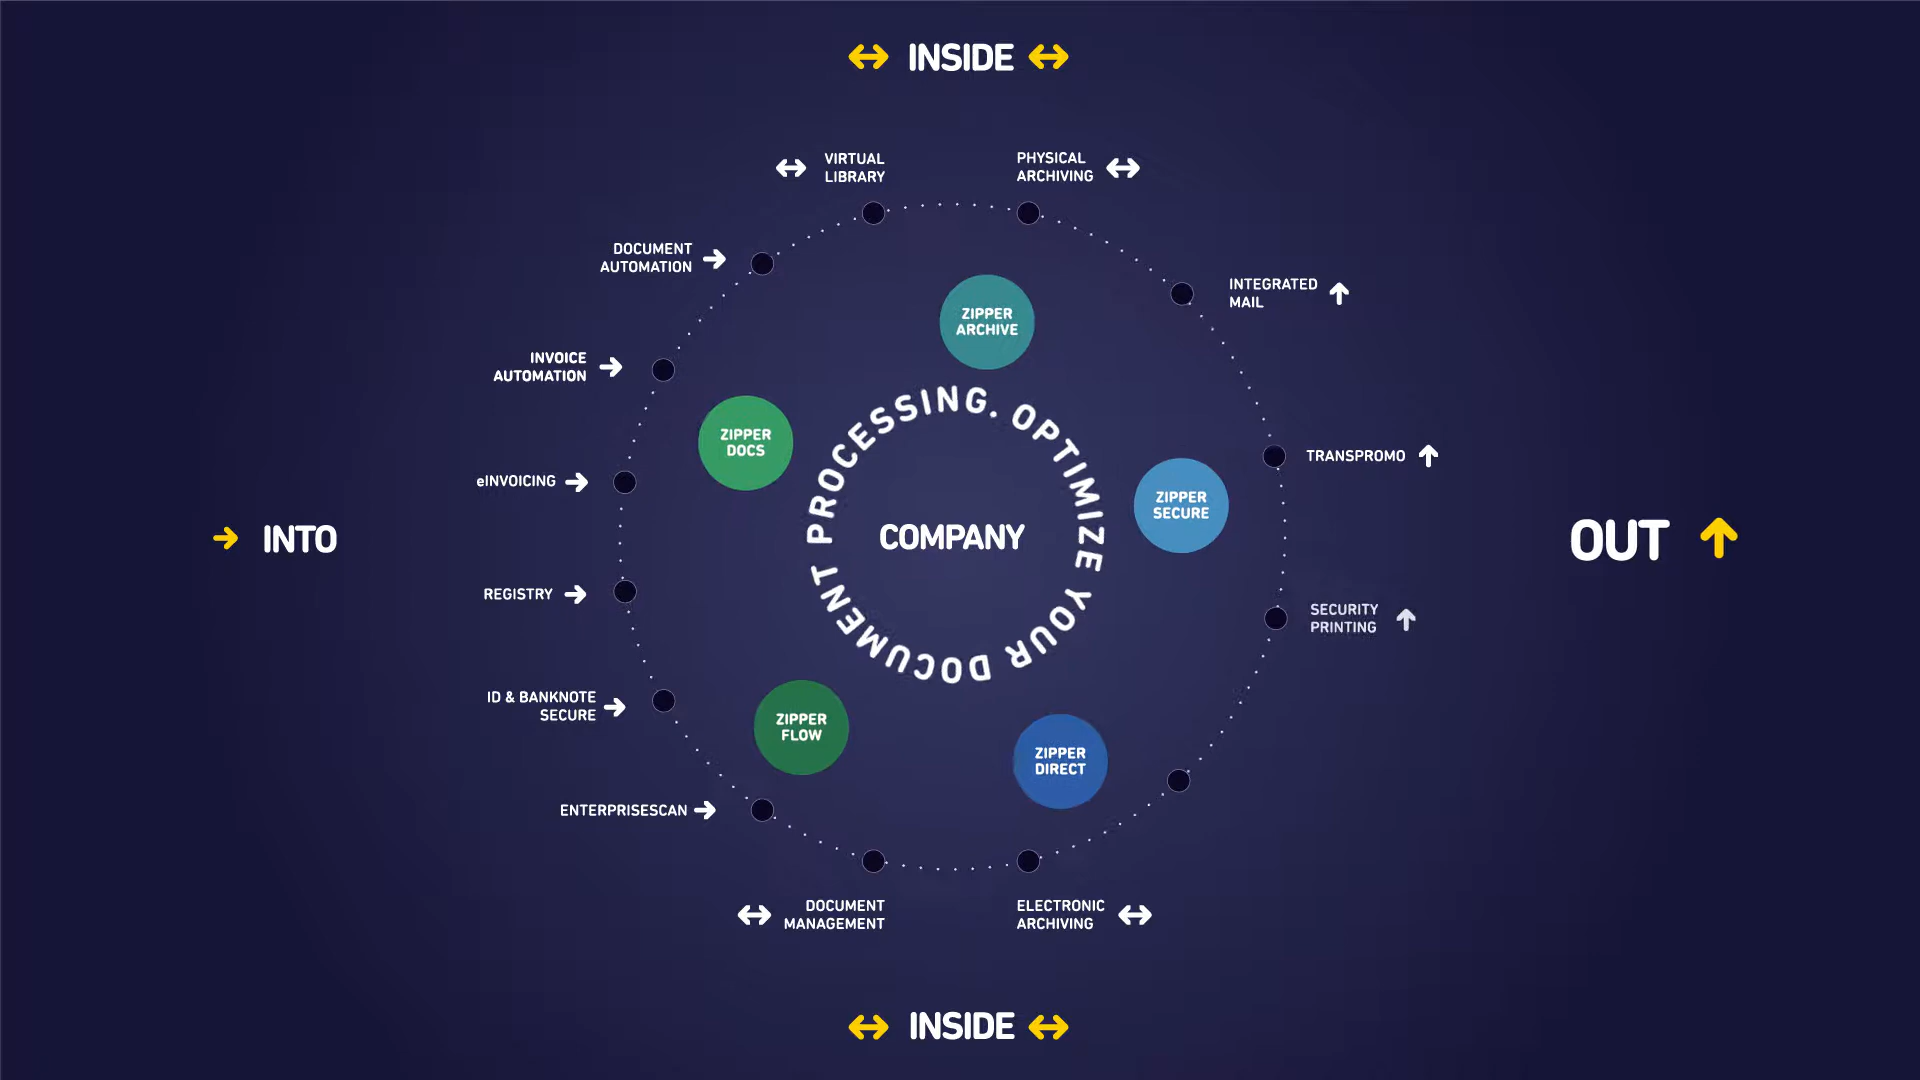 INSIDE
VIRTUAL
LIBRARY
PHYSICAL
ARCHIVING
DOCUMENT
AUTOMATION
INTEGRATED
MAIL
ZIPPER
ARCHIVE
INVOICE
AUTOMATION
ZIPPER
DOCS
eINVOICING
TRANSPROMO
ZIPPER
SECURE
INTO
OPTIMIZE YOUR DOCUMENT PROCESSING.
COMPANY
OUT
REGISTRY
SECURITY
PRINTING
ID & BANKNOTE
SECURE
ZIPPER
FLOW
ZIPPER
DIRECT
ENTERPRISESCAN
DOCUMENT
MANAGEMENT
ELECTRONIC
ARCHIVING
INSIDE